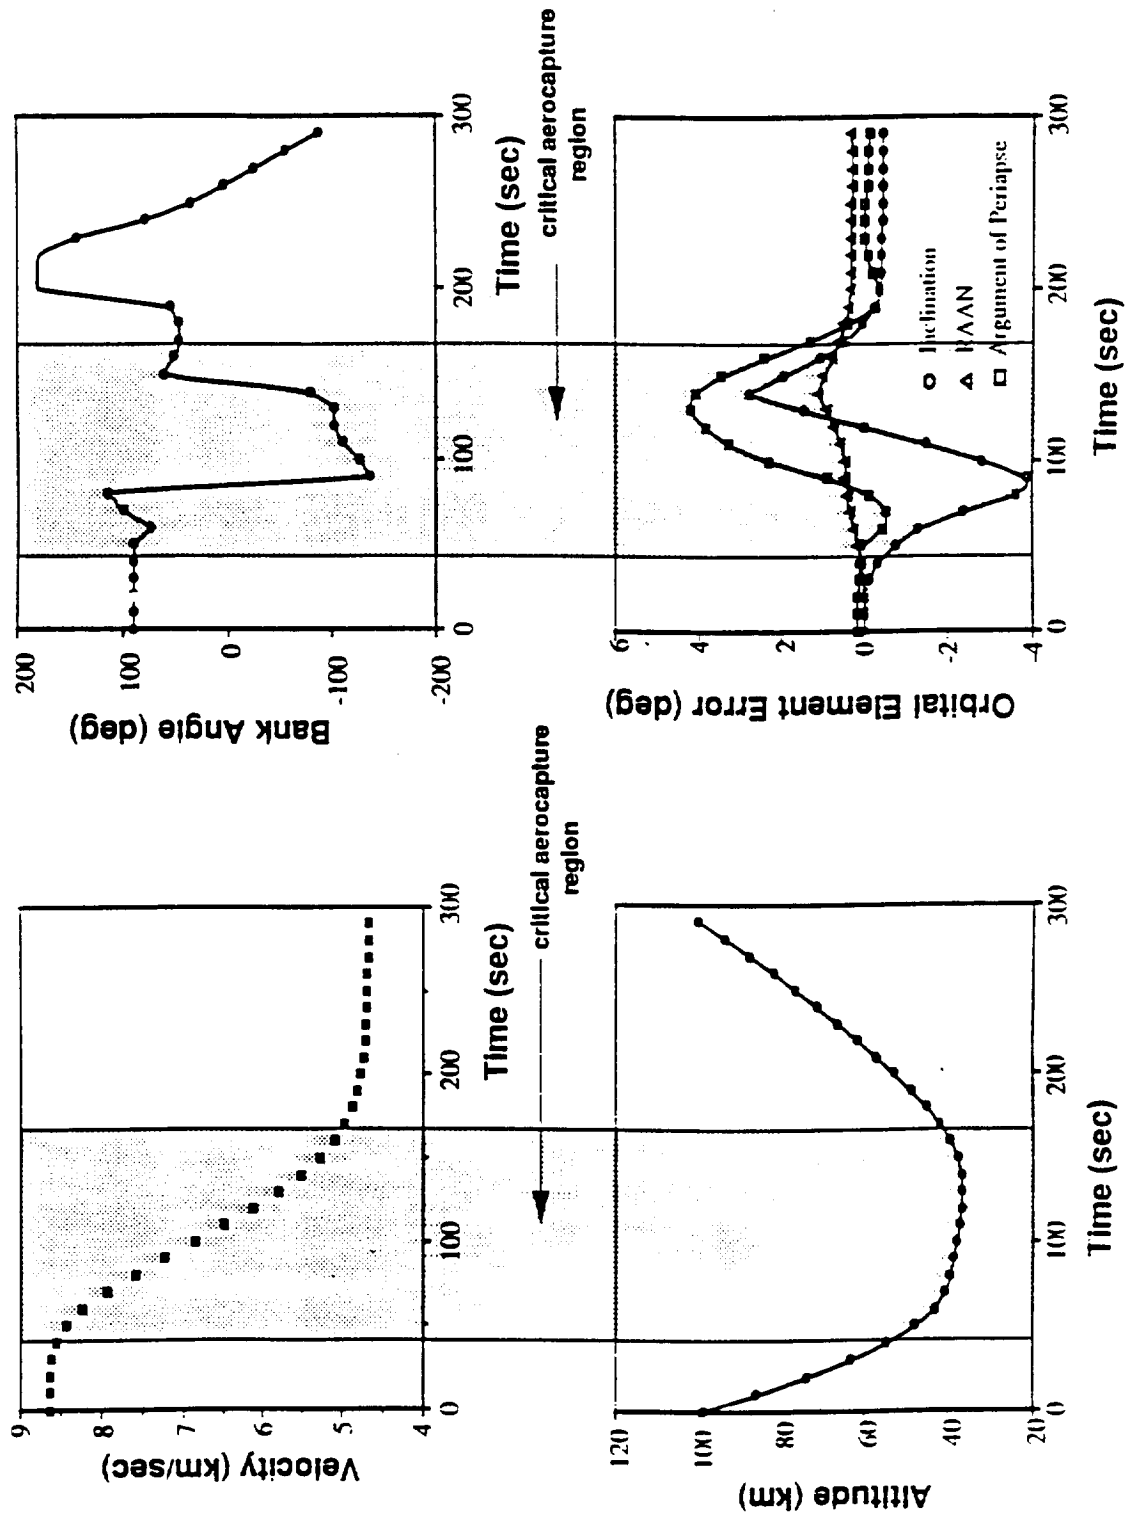 9
8
7
6
5
4
Velocity (km/sec)
0
100
200
300
Time (sec)
critical aerocapture
region
200
100
0
-100
-200
Bank Angle (deg)
0
100
200
300
Time (sec)
critical aerocapture
region
120
100
80
60
40
20
Altitude (km)
0
100
200
300
Time (sec)
6
4
2
0
-2
-4
Orbital Element Error (deg)
Inclination
RAAN
Argument of Periapse
0
100
200
300
Time (sec)